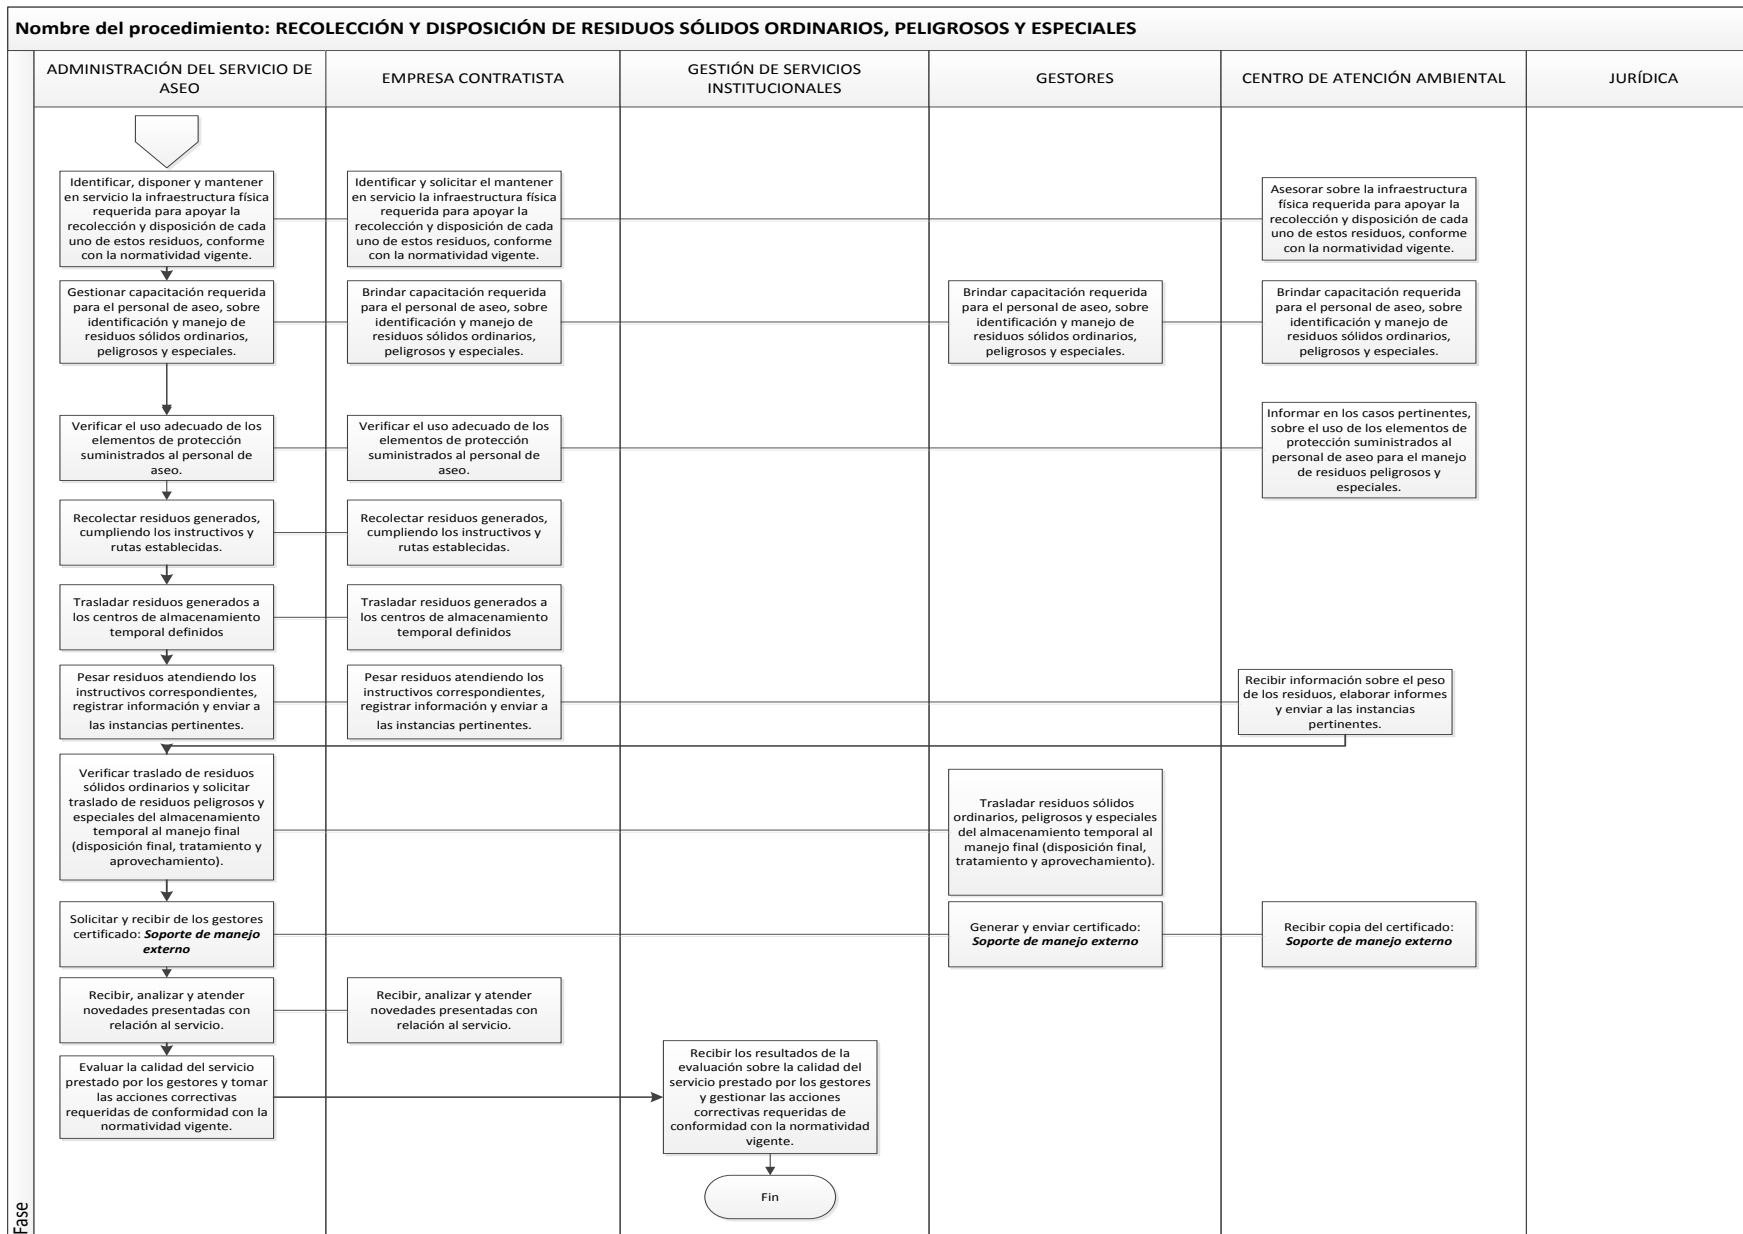 Nombre del procedimiento: RECOLECCIÓN Y DISPOSICIÓN DE RESIDUOS SÓLIDOS ORDINARIOS, PELIGROSOS Y ESPECIALES
ADMINISTRACIÓN DEL SERVICIO DE
ASEO
EMPRESA CONTRATISTA
GESTIÓN DE SERVICIOS
INSTITUCIONALES
GESTORES
CENTRO DE ATENCIÓN AMBIENTAL
JURÍDICA
Identificar, disponer y mantener
en servicio la infraestructura física
requerida para apoyar la
recolección y disposición de cada
uno de estos residuos, conforme
con la normatividad vigente.
Identificar y solicitar el mantener
en servicio la infraestructura física
requerida para apoyar la
recolección y disposición de cada
uno de estos residuos, conforme
con la normatividad vigente.
Asesorar sobre la infraestructura
física requerida para apoyar la
recolección y disposición de cada
uno de estos residuos, conforme
con la normatividad vigente.
Gestionar capacitación requerida
para el personal de aseo, sobre
identificación y manejo de
residuos sólidos ordinarios,
peligrosos y especiales.
Brindar capacitación requerida
para el personal de aseo, sobre
identificación y manejo de
residuos sólidos ordinarios,
peligrosos y especiales.
Brindar capacitación requerida
para el personal de aseo, sobre
identificación y manejo de
residuos sólidos ordinarios,
peligrosos y especiales.
Brindar capacitación requerida
para el personal de aseo, sobre
identificación y manejo de
residuos sólidos ordinarios,
peligrosos y especiales.
Verificar el uso adecuado de los
elementos de protección
suministrados al personal de
aseo.
Verificar el uso adecuado de los
elementos de protección
suministrados al personal de
aseo.
Informar en los casos pertinentes,
sobre el uso de los elementos de
protección suministrados al
personal de aseo para el manejo
de residuos peligrosos y
especiales.
Recolectar residuos generados,
cumpliendo los instructivos y
rutas establecidas.
Recolectar residuos generados,
cumpliendo los instructivos y
rutas establecidas.
Trasladar residuos generados a
los centros de almacenamiento
temporal definidos
Trasladar residuos generados a
los centros de almacenamiento
temporal definidos
Pesar residuos atendiendo los
instructivos correspondientes,
registrar información y enviar a
las instancias pertinentes.
Pesar residuos atendiendo los
instructivos correspondientes,
registrar información y enviar a
las instancias pertinentes.
Recibir información sobre el peso
de los residuos, elaborar informes
y enviar a las instancias
pertinentes.
Verificar traslado de residuos
sólidos ordinarios y solicitar
traslado de residuos peligrosos y
especiales del almacenamiento
temporal al manejo final
(disposición final, tratamiento y
aprovechamiento).
Trasladar residuos sólidos
ordinarios, peligrosos y especiales
del almacenamiento temporal al
manejo final (disposición final,
tratamiento y aprovechamiento).
Solicitar y recibir de los gestores
certificado: Soporte de manejo
externo
Generar y enviar certificado:
Soporte de manejo externo
Recibir copia del certificado:
Soporte de manejo externo
Recibir, analizar y atender
novedades presentadas con
relación al servicio.
Recibir, analizar y atender
novedades presentadas con
relación al servicio.
Evaluar la calidad del servicio
prestado por los gestores y tomar
las acciones correctivas
requeridas de conformidad con la
normatividad vigente.
Recibir los resultados de la
evaluación sobre la calidad del
servicio prestado por los gestores
y gestionar las acciones
correctivas requeridas de
conformidad con la normatividad
vigente.
Fin
Fase